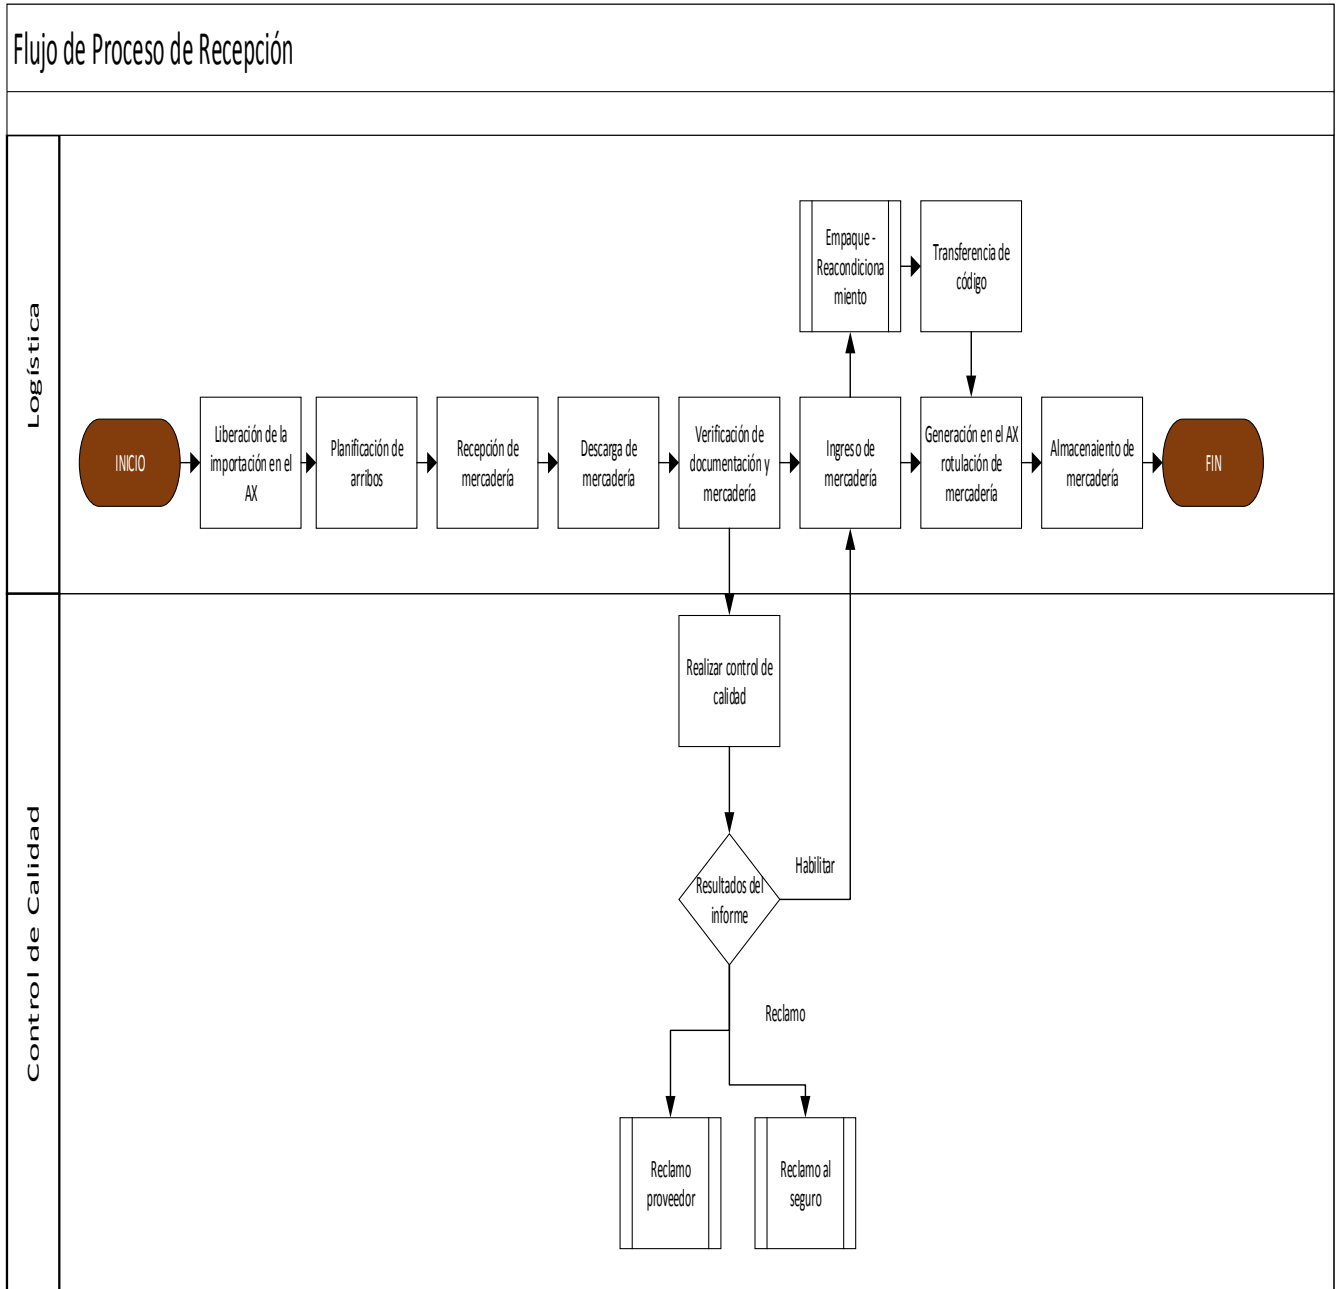 Flujo de Proceso de Recepción
Logística
Empaque -
Reacondiciona
miento
Transferencia de
código
INICIO
Liberación de la
importación en el
AX
Planificación de
arribos
Recepción de
mercadería
Descarga de
mercadería
Verificación de
documentación y
mercadería
Ingreso de
mercadería
Generación en el AX
rotulación de
mercadería
Almacenaiento de
mercadería
FIN
Control de Calidad
Realizar control de
calidad
Resultados del
informe
Habilitar
Reclamo
Reclamo
proveedor
Reclamo al
seguro